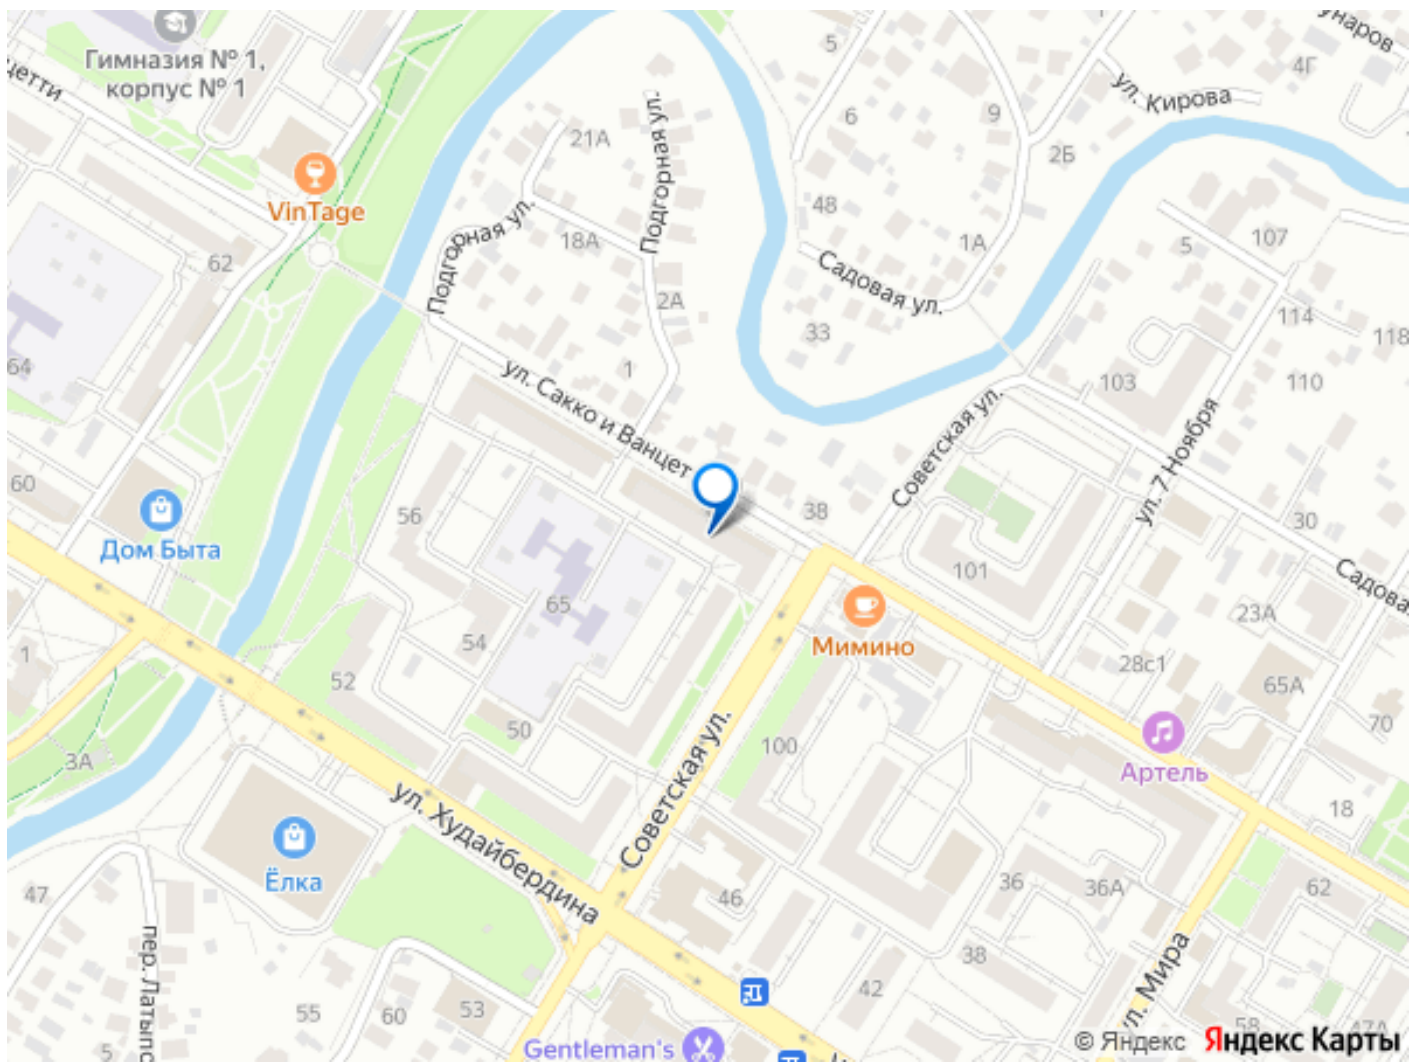 Гимназия № 1,
корпус № 1
цетти
5
унаров
4Г
ул. Кирова
6
9
2Б
21А
Подгорная ул.
VinTage
48
Подгорная ул.
18А
1А
5
107
62
Садовая ул.
2А
33
114
118
64
1
ул. Сакко и Ванцет
103
110
Советская ул.
ул. 7 Ноября
60
56
38
30
Дом Быта
101
Садова
65
23А
54
Мимино
28с1
1
52
65А
50
70
3А
100
Артель
ул. Худайбердина
Советская ул.
18
Ёлка
47
46
36
36А
62
пер. Латыпо
ул. Мира
38
42
55
60
53
5
58
47А
Gentleman's
© Яндекс Яндекс Карты